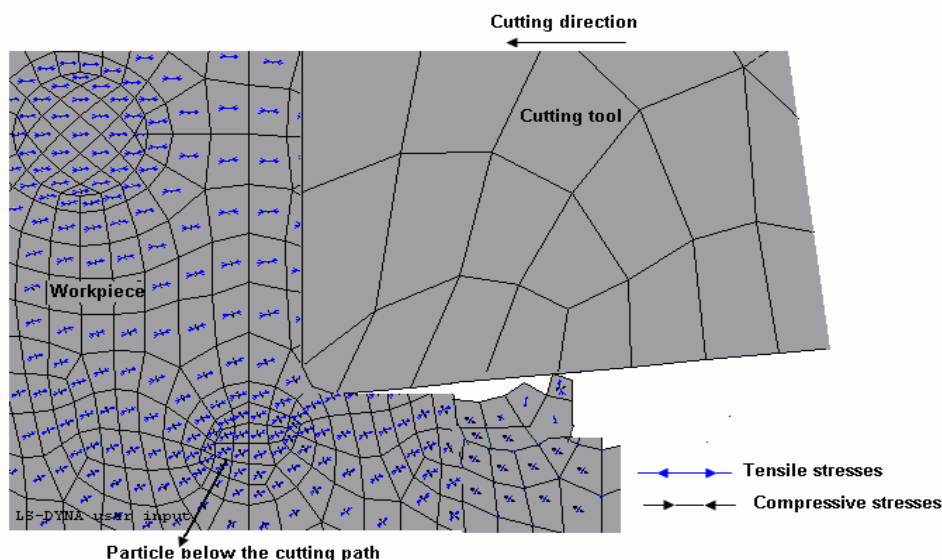 Cutting direction
Cutting tool
Workpiece
Tensile stresses
Compressive stresses
LS-DYNA user input
Particle below the cutting path